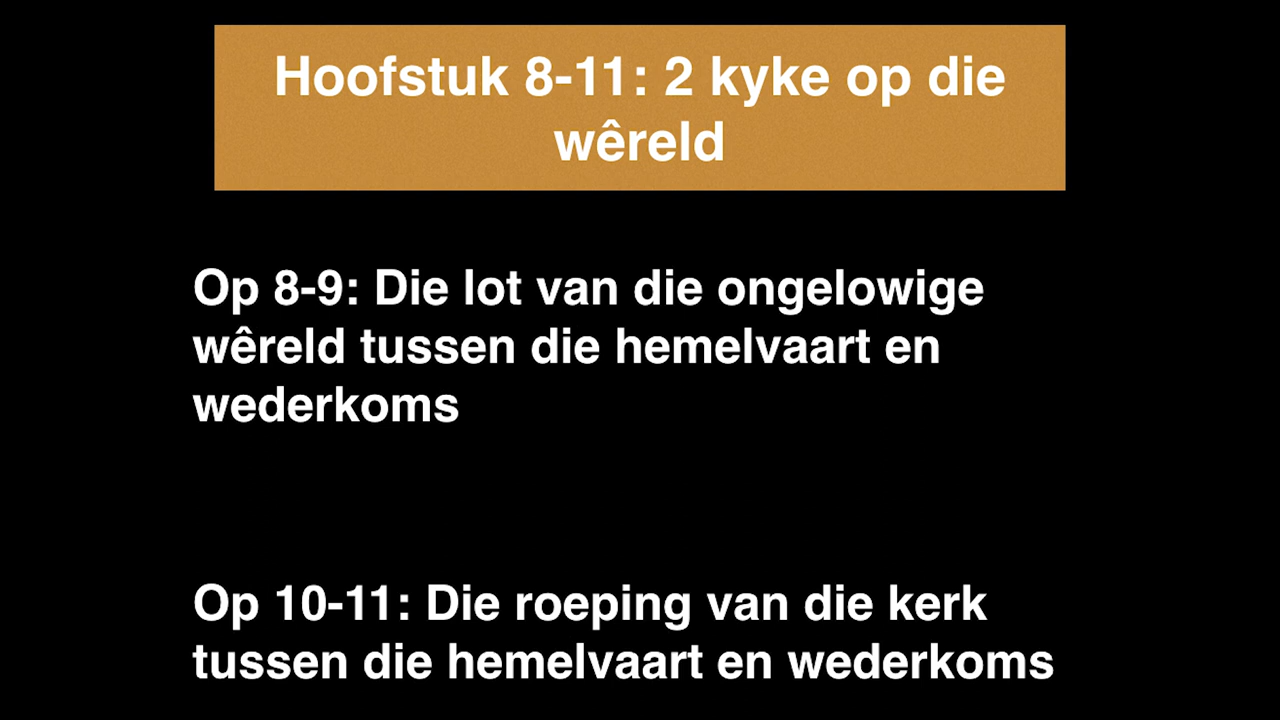 Hoofstuk 8-11: 2 kyke op die
wêreld
Op 8-9: Die lot van die ongelowige
wêreld tussen die hemelvaart en
wederkoms
Op 10-11: Die roeping van die kerk
tussen die hemelvaart en wederkoms